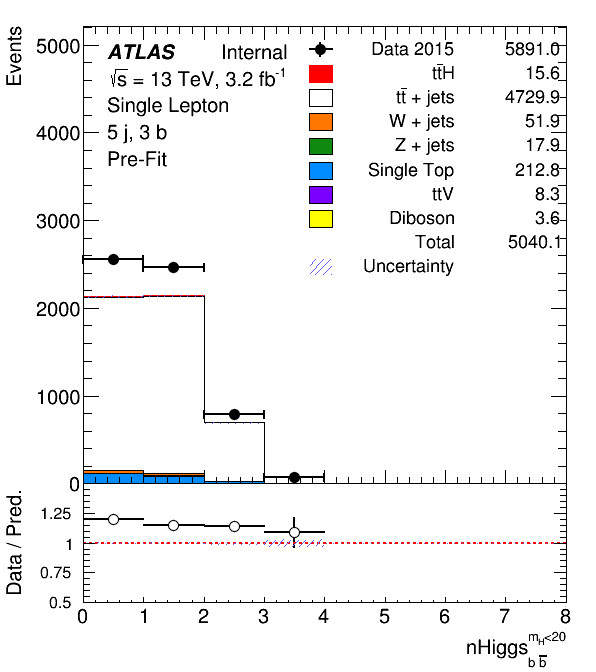 Events
5000
4000
3000
2000
1000
0
ATLAS Internal
√s = 13 TeV, 3.2 fb⁻¹
Single Lepton
5 j, 3 b
Pre-Fit
Data 2015 5891.0
tt̄H 15.6
tt̄ + jets 4729.9
W + jets 51.9
Z + jets 17.9
Single Top 212.8
ttV 8.3
Diboson 3.6
Total 5040.1
Uncertainty
Data / Pred.
1.25
1
0.75
0.5
0 1 2 3 4 5 6 7 8
nHiggs m_H<20 b b̄